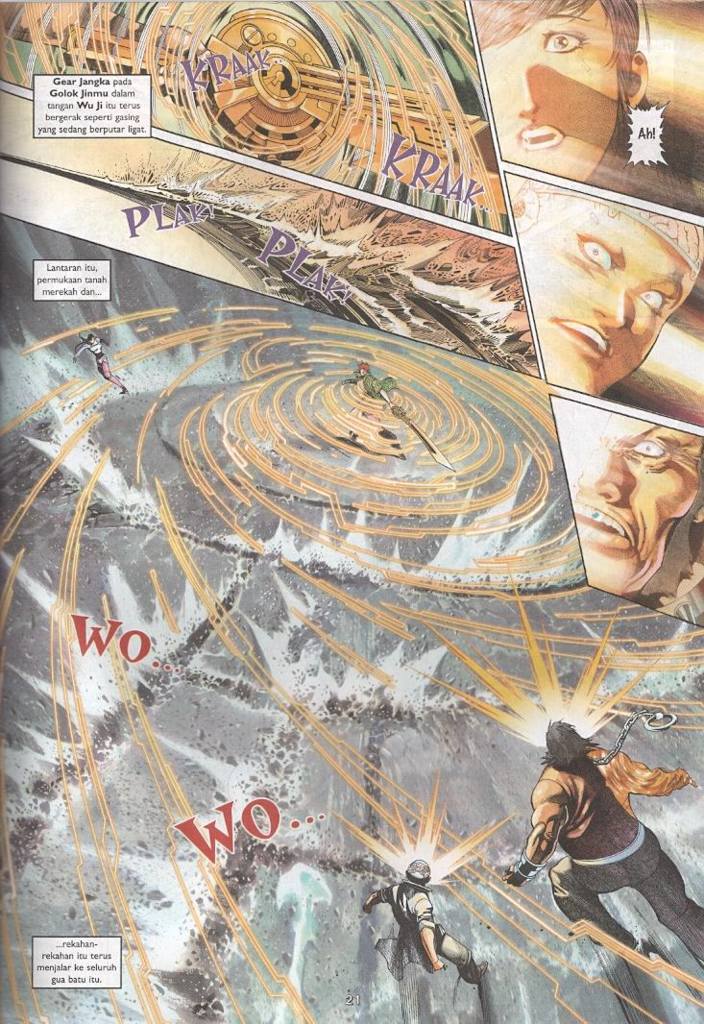 Gear Jangka pada
Golok Jinmu dalam
tangan Wu Ji itu terus
bergerak seperti gasing
yang sedang berputar ligat.
KRAAK..
KRAAK..
Ah!
PLAK!
PLAK!
Lantaran itu,
permukaan tanah
merekah dan...
WO...
WO...
...rekahan-
rekahan itu terus
menjalar ke seluruh
gua batu itu.
21